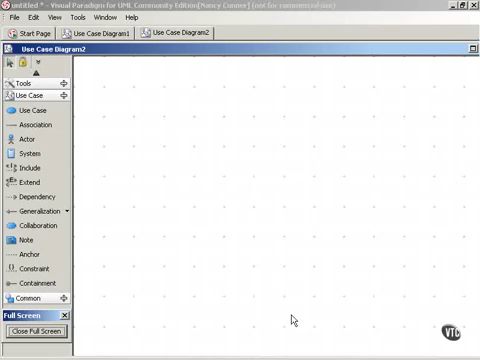 untitled * - Visual Paradigm for UML Community Edition[Nancy Conner] (not for commercial use)
File Edit View Tools Window Help
Start Page Use Case Diagram1 Use Case Diagram2
Use Case Diagram2
Tools
Use Case
Use Case
Association
Actor
System
Include
Extend
Dependency
Generalization
Collaboration
Note
Anchor
Constraint
Containment
Common
Full Screen
Close Full Screen
VTC